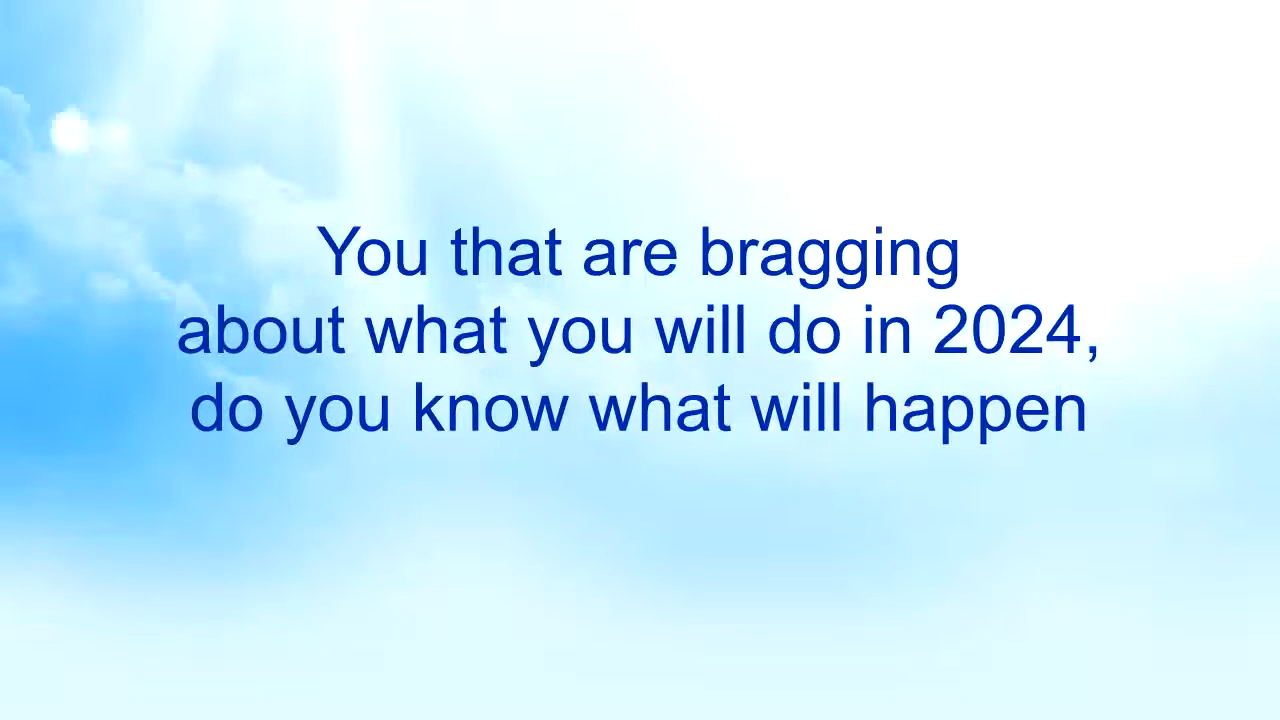 You that are bragging
about what you will do in 2024,
do you know what will happen